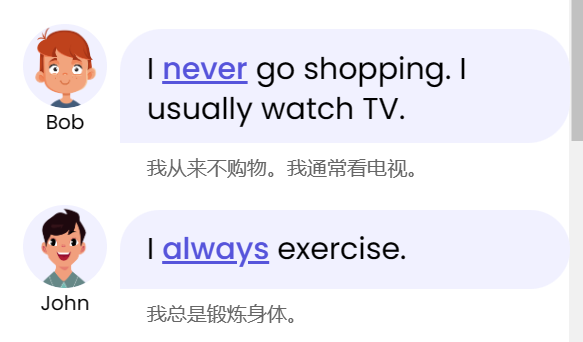 I never go shopping. I
usually watch TV.
Bob
我从来不购物。我通常看电视。
I always exercise.
John
我总是锻炼身体。